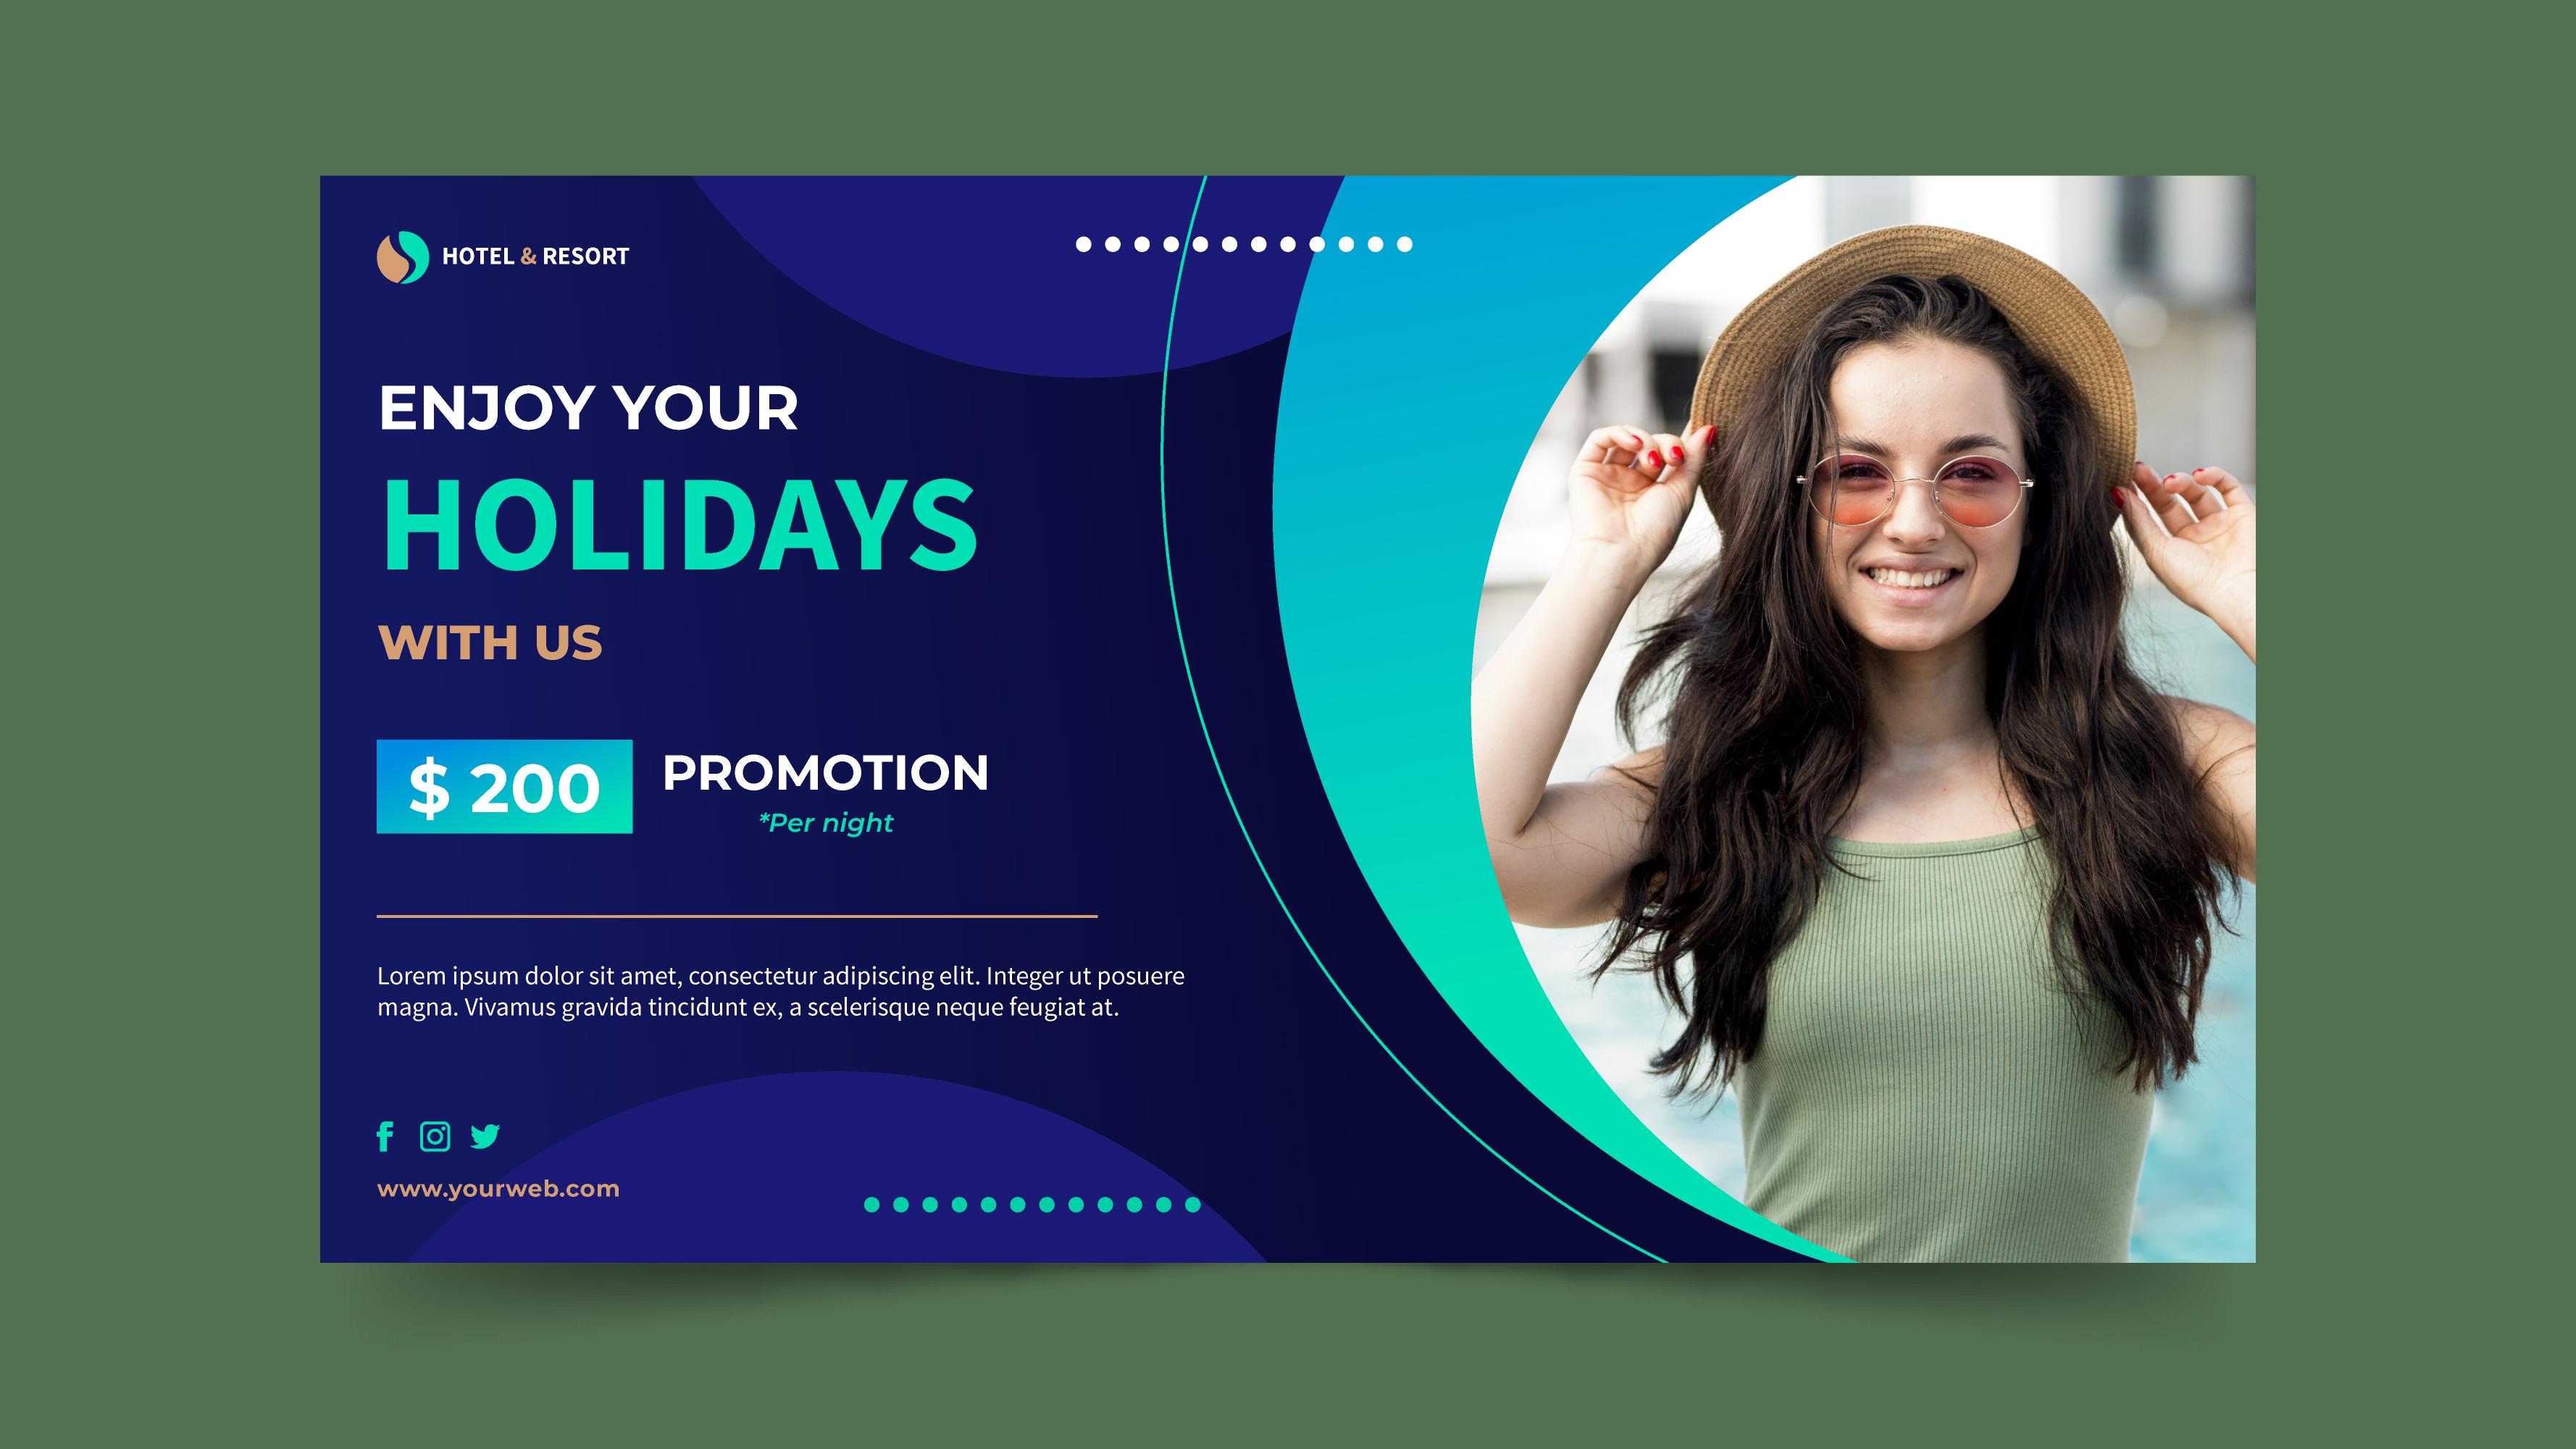 HOTEL & RESORT
ENJOY YOUR
HOLIDAYS
WITH US
$ 200
PROMOTION
*Per night
Lorem ipsum dolor sit amet, consectetur adipiscing elit. Integer ut posuere
magna. Vivamus gravida tincidunt ex, a scelerisque neque feugiat at.
www.yourweb.com